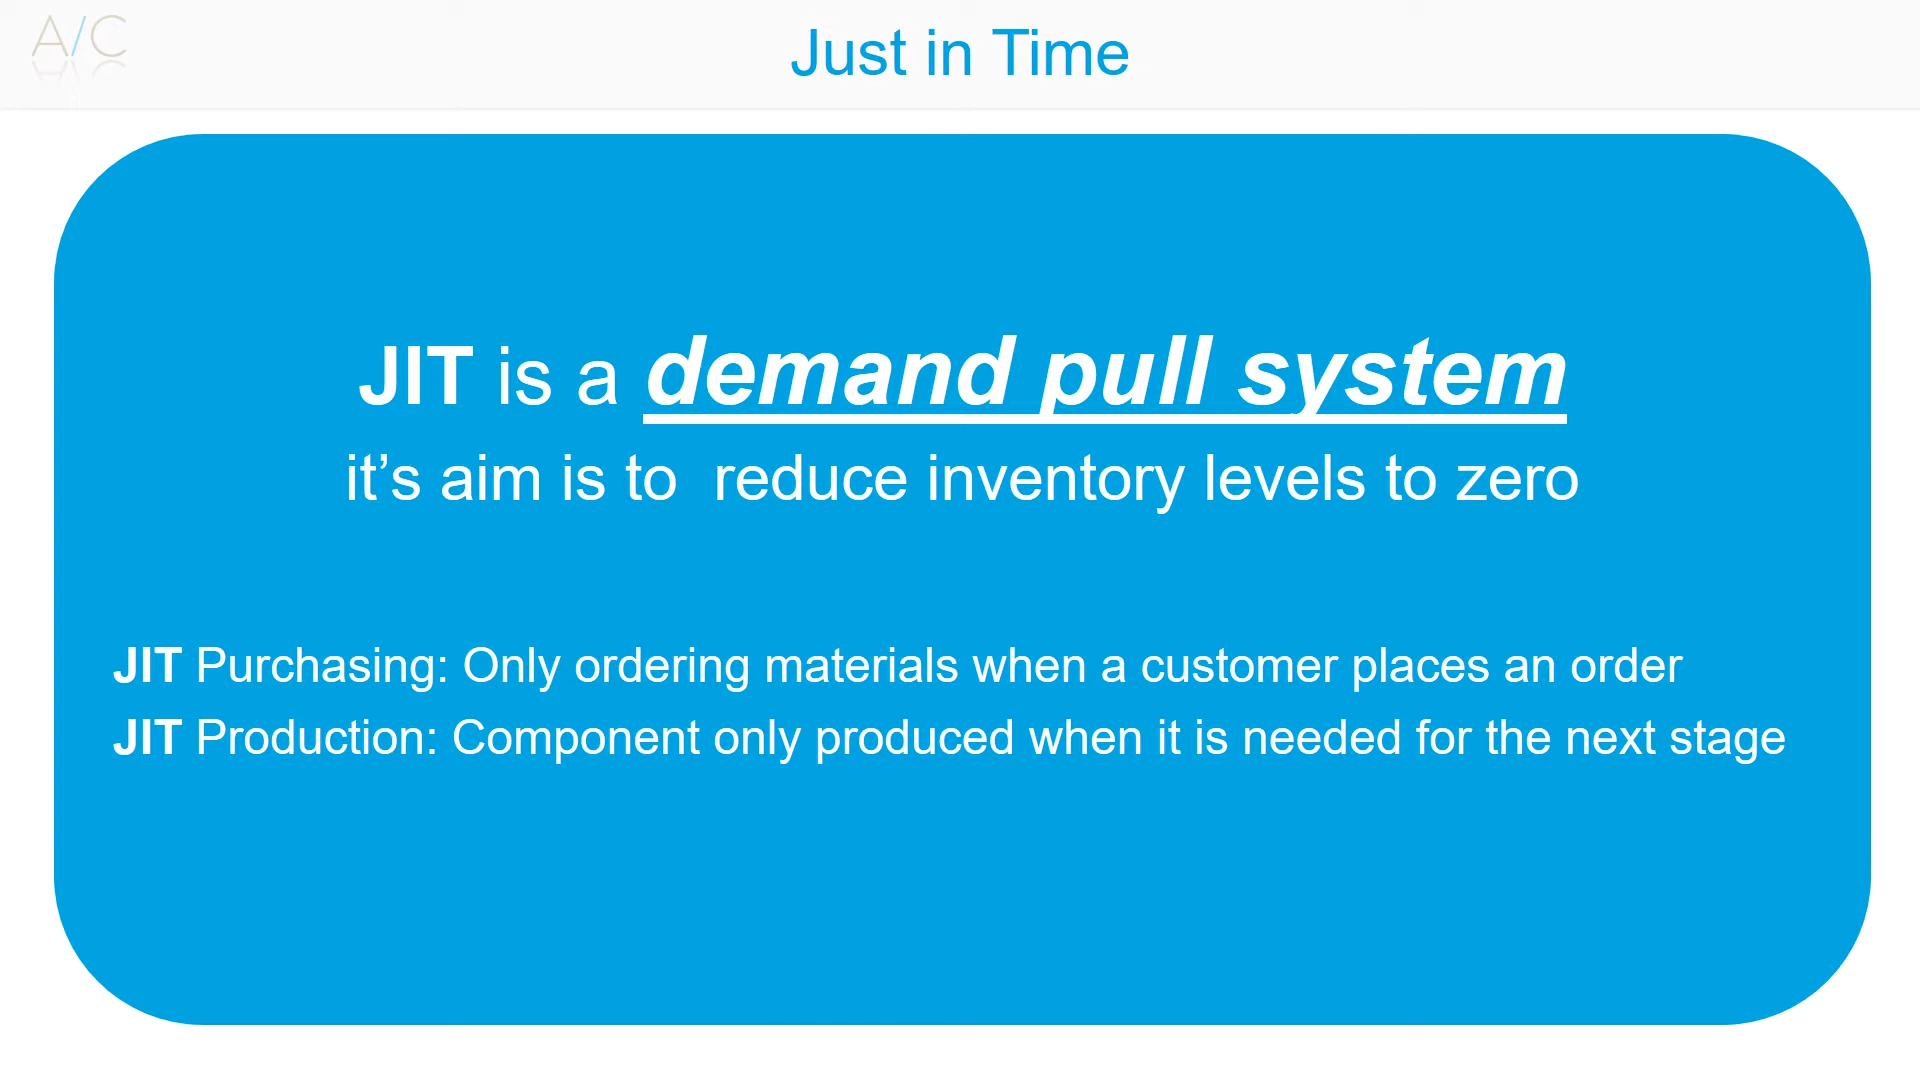 A/C
Just in Time
JIT is a demand pull system
it’s aim is to  reduce inventory levels to zero
JIT Purchasing: Only ordering materials when a customer places an order
JIT Production: Component only produced when it is needed for the next stage